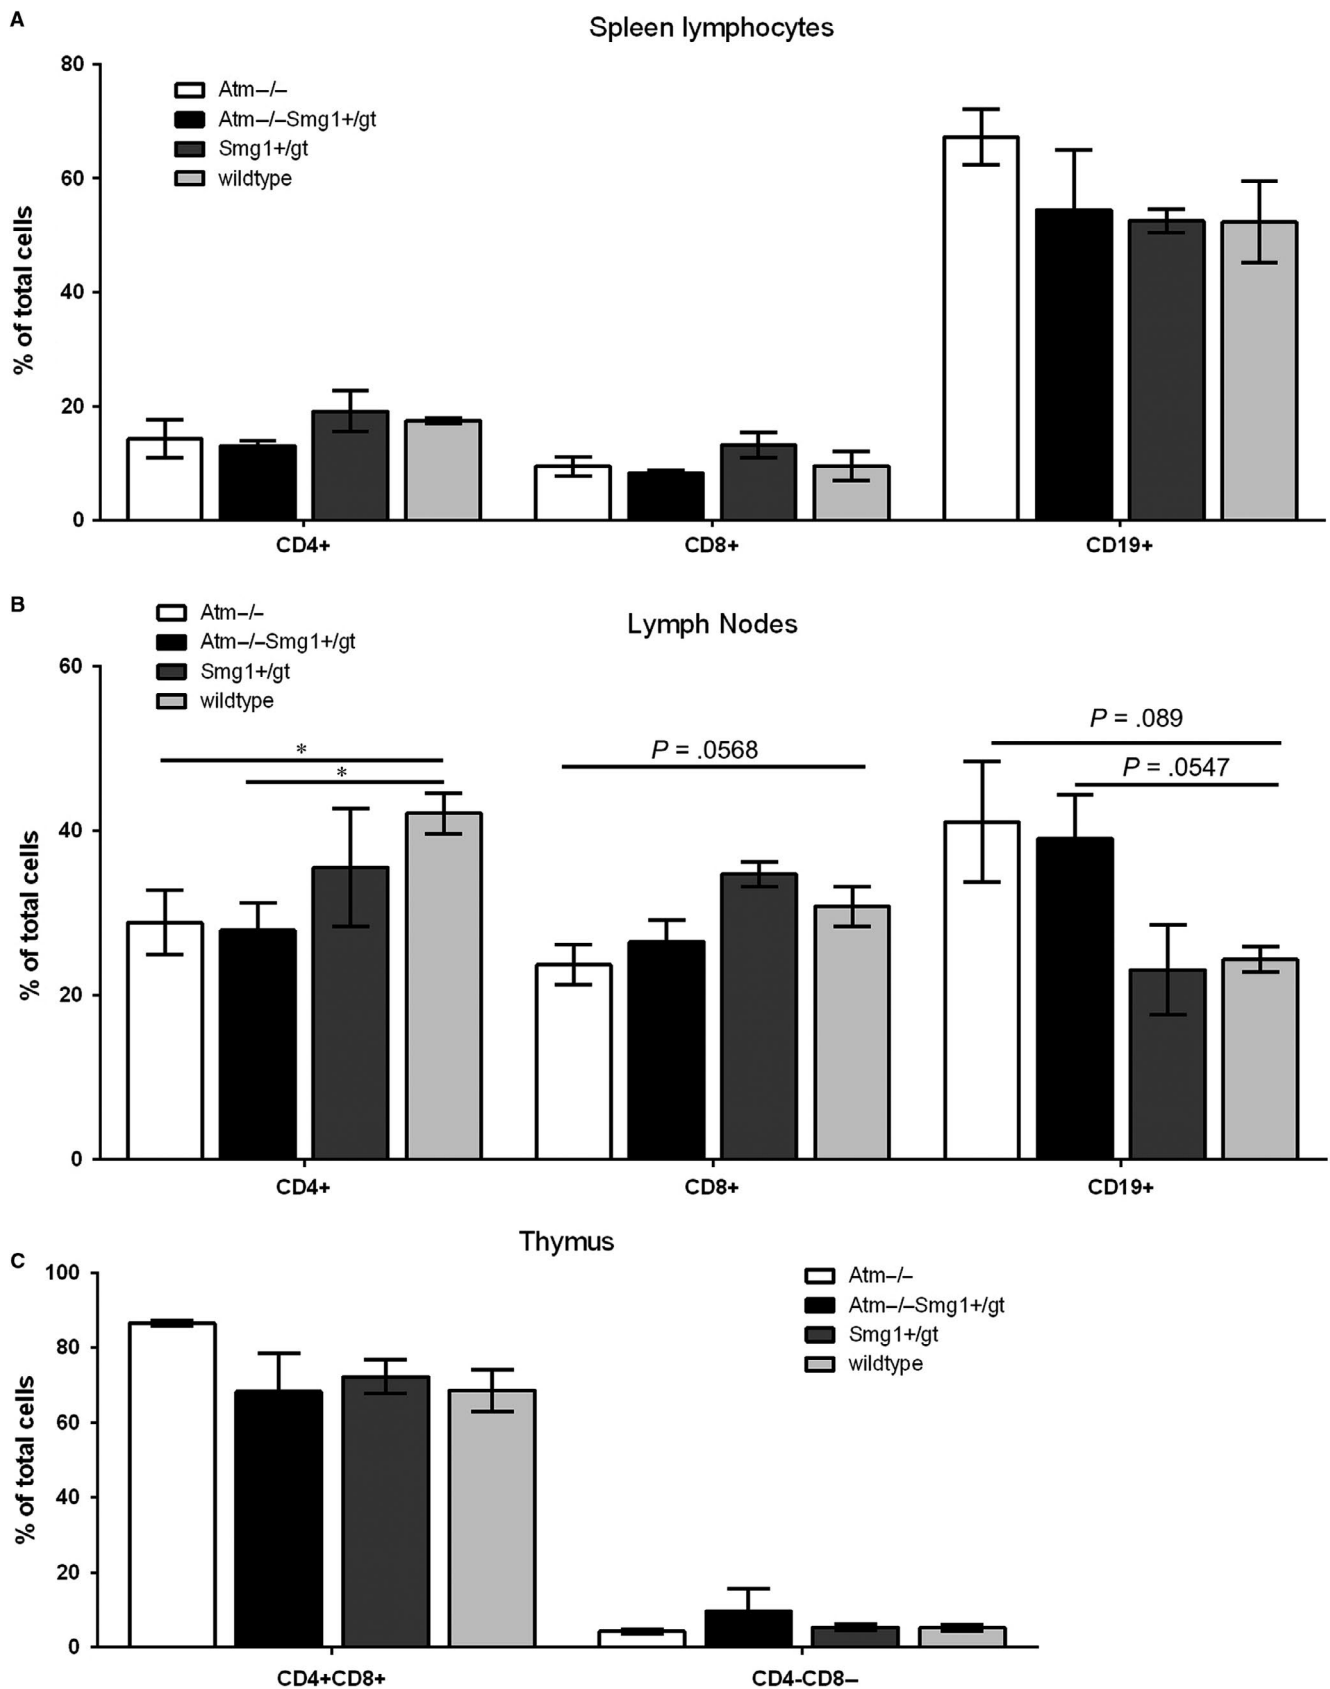 A
Spleen lymphocytes
Atm–/–
Atm–/–Smg1+/gt
Smg1+/gt
wildtype
% of total cells
80
60
40
20
0
CD4+ CD8+ CD19+
B
Lymph Nodes
Atm–/–
Atm–/–Smg1+/gt
Smg1+/gt
wildtype
% of total cells
60
40
20
0
*
*
P = .0568
P = .089
P = .0547
CD4+ CD8+ CD19+
C
Thymus
Atm–/–
Atm–/–Smg1+/gt
Smg1+/gt
wildtype
% of total cells
100
80
60
40
20
0
CD4+CD8+ CD4-CD8–